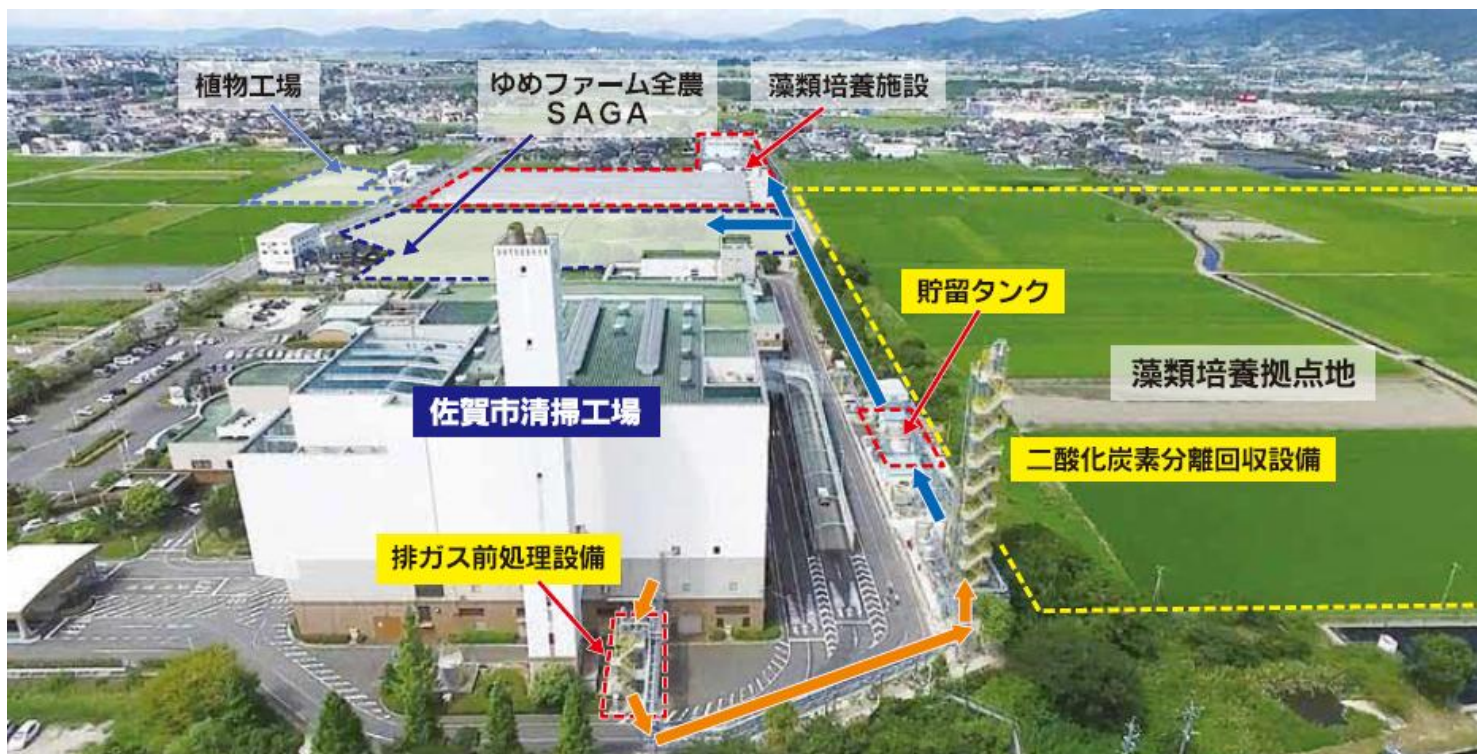 植物工場
ゆめファーム全農
SAGA
藻類培養施設
貯留タンク
藻類培養拠点地
佐賀市清掃工場
二酸化炭素分離回収設備
排ガス前処理設備